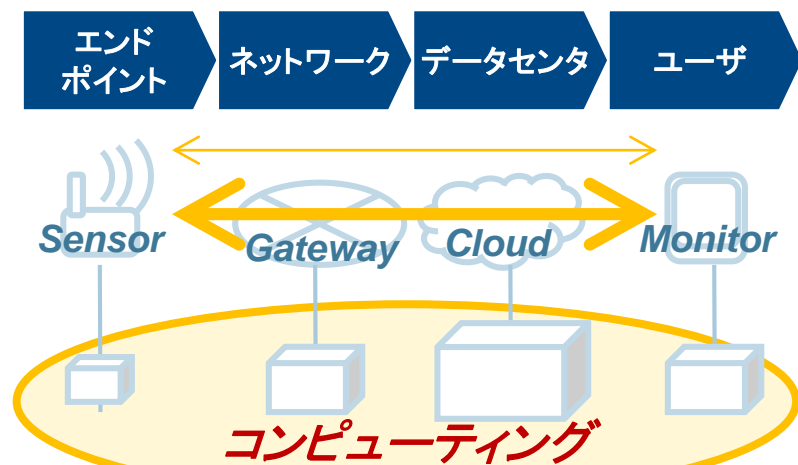 エンド
ポイント
ネットワーク
データセンタ
ユーザ
Sensor
Gateway
Cloud
Monitor
コンピューティング